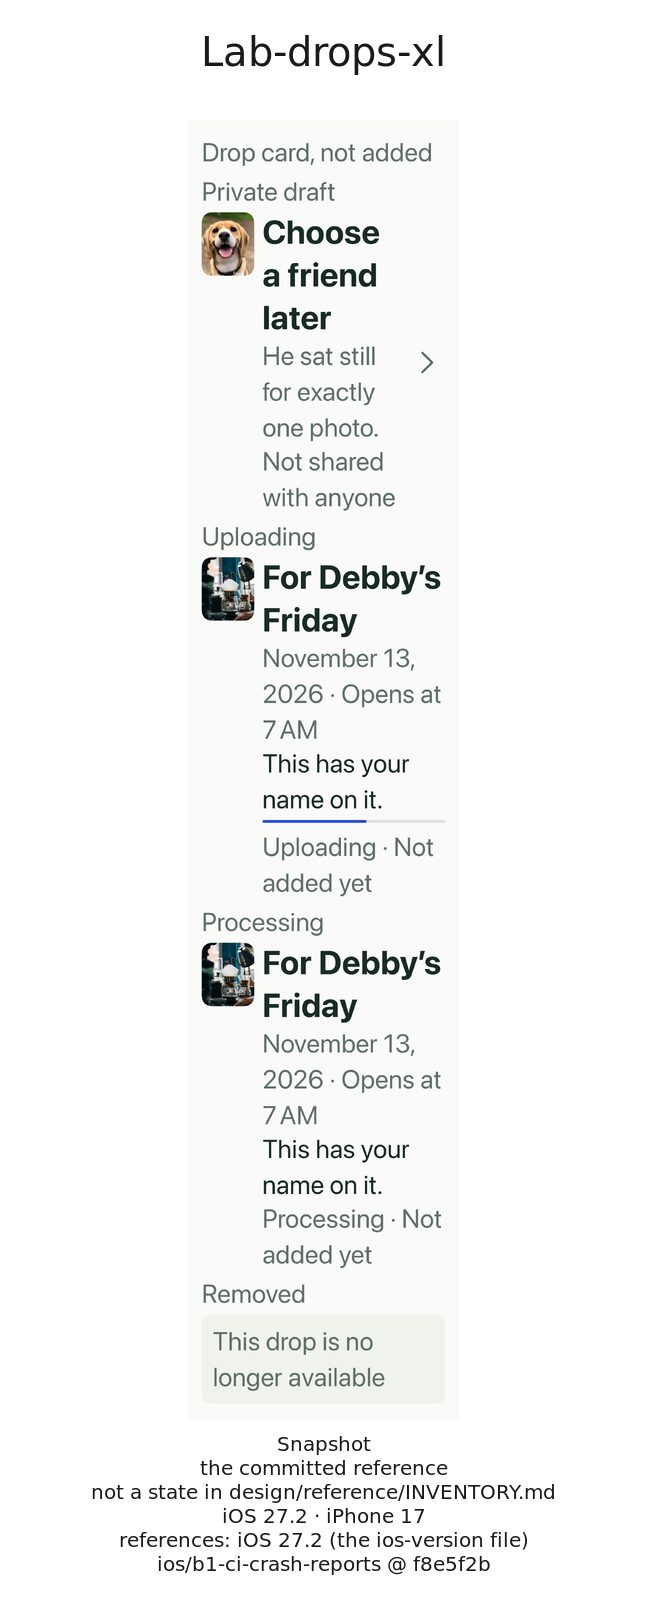 Lab-drops-xl
Drop card, not added
Private draft
Choose
a friend
later
He sat still
for exactly
one photo.
Not shared
with anyone
Uploading
For Debby’s
Friday
November 13,
2026 · Opens at
7 AM
This has your
name on it.
Uploading · Not
added yet
Processing
For Debby’s
Friday
November 13,
2026 · Opens at
7 AM
This has your
name on it.
Processing · Not
added yet
Removed
This drop is no
longer available
Snapshot
the committed reference
not a state in design/reference/INVENTORY.md
iOS 27.2 · iPhone 17
references: iOS 27.2 (the ios-version file)
ios/b1-ci-crash-reports @ f8e5f2b